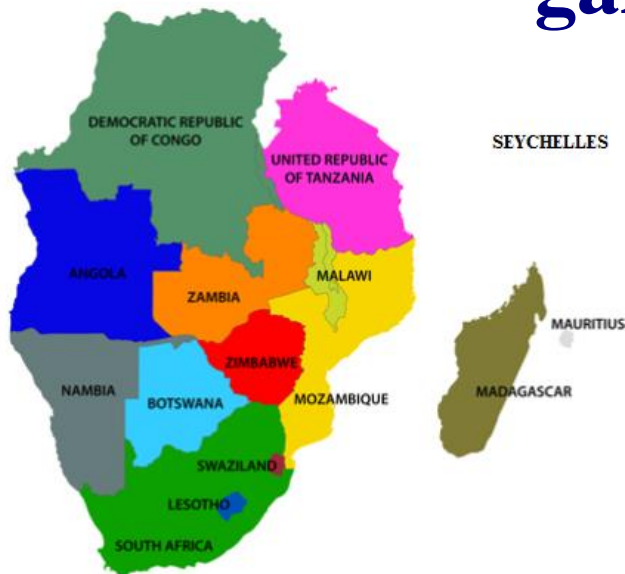 DEMOCRATIC REPUBLIC
OF CONGO
UNITED REPUBLIC
OF TANZANIA
SEYCHELLES
ANGOLA
ZAMBIA
MALAWI
MAURITIUS
NAMBIA
BOTSWANA
ZIMBABWE
MOZAMBIQUE
MADAGASCAR
SWAZILAND
LESOTHO
SOUTH AFRICA